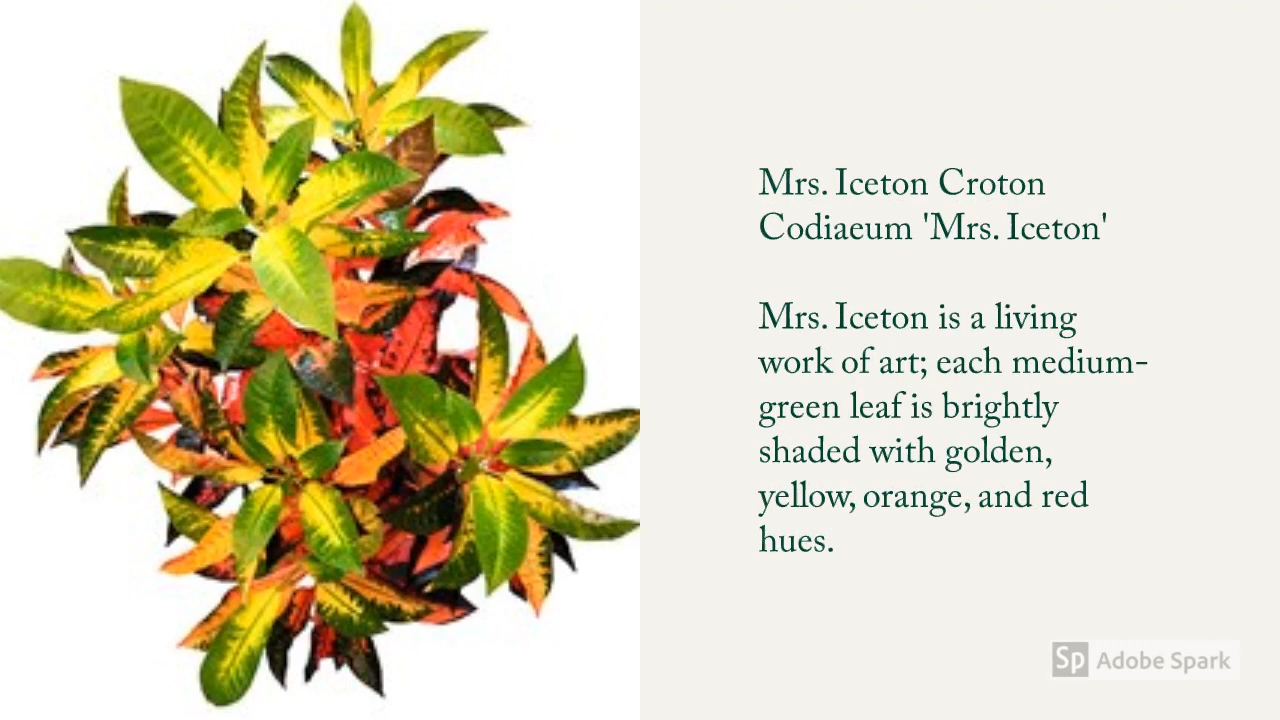 Mrs. Iceton Croton
Codiaeum 'Mrs. Iceton'
Mrs. Iceton is a living
work of art; each medium-
green leaf is brightly
shaded with golden,
yellow, orange, and red
hues.
Sp Adobe Spark